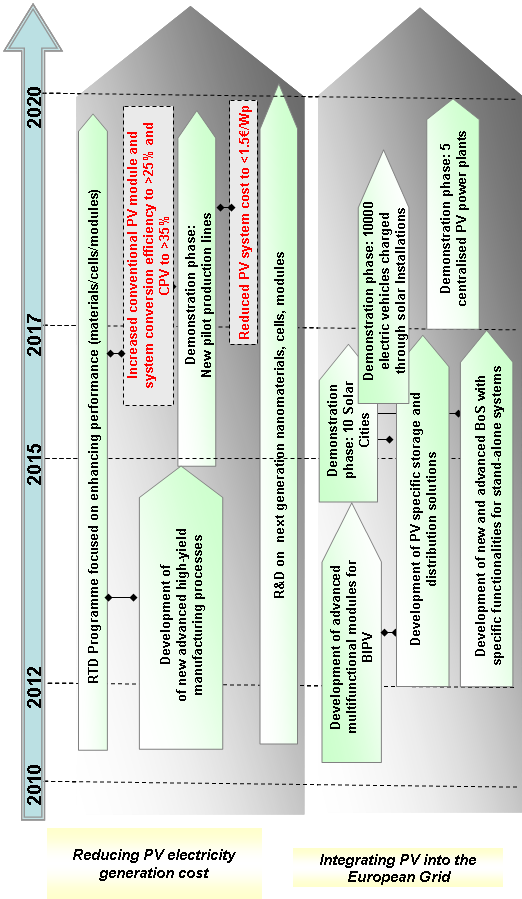 2010
2012
2015
2017
2020
RTD Programme focused on enhancing performance (materials/cells/modules)
Increased conventional PV module and
system conversion efficiency to >25% and
CPV to >35%
Development of
of new advanced high-yield
manufacturing processes
Demonstration phase:
New pilot production lines
Reduced PV system cost to <1.5€/Wp
R&D on next generation nanomaterials, cells, modules
Development of advanced
multifunctional modules for
BIPV
Demonstration
phase: 10 Solar
Cities
Demonstration phase: 10000
electric vehicles charged
through solar Installations
Development of PV specific storage and
distribution solutions
Demonstration phase: 5
centralised PV power plants
Development of new and advanced BoS with
specific functionalities for stand-alone systems
Reducing PV electricity
generation cost
Integrating PV into the
European Grid